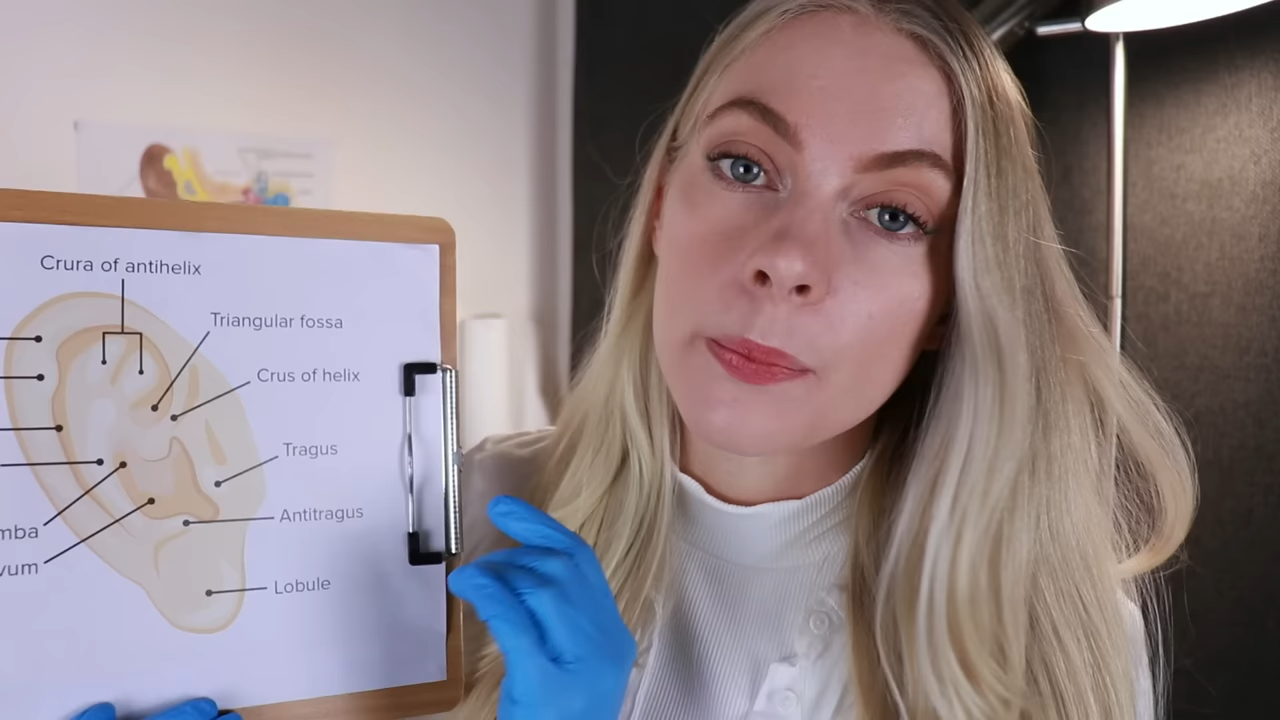 Crura of antihelix
Triangular fossa
Crus of helix
Tragus
Antitragus
mba
vum
Lobule